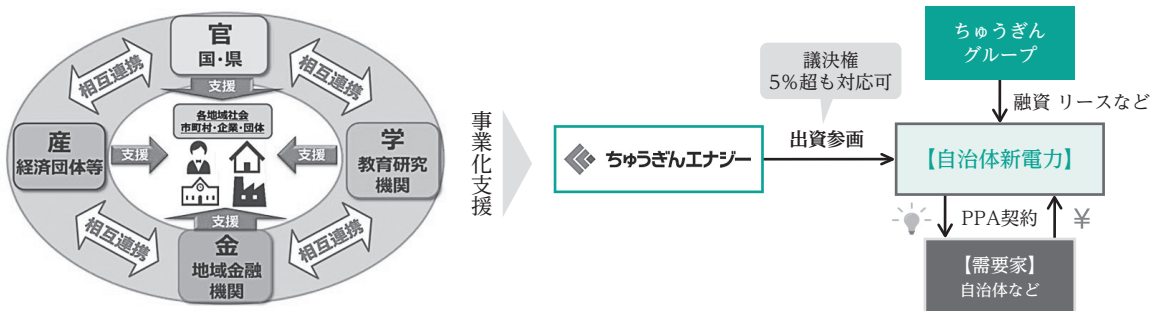 官
国・県
相互連携
相互連携
支援
各地域社会
市町村・企業・団体
産
経済団体等
支援
支援
学
教育研究
機関
支援
金
地域金融
機関
相互連携
相互連携
事業化支援
ちゅうぎんエナジー
議決権
5%超も対応可
出資参画
ちゅうぎん
グループ
融資 リースなど
【自治体新電力】
PPA契約
¥
【需要家】
自治体など